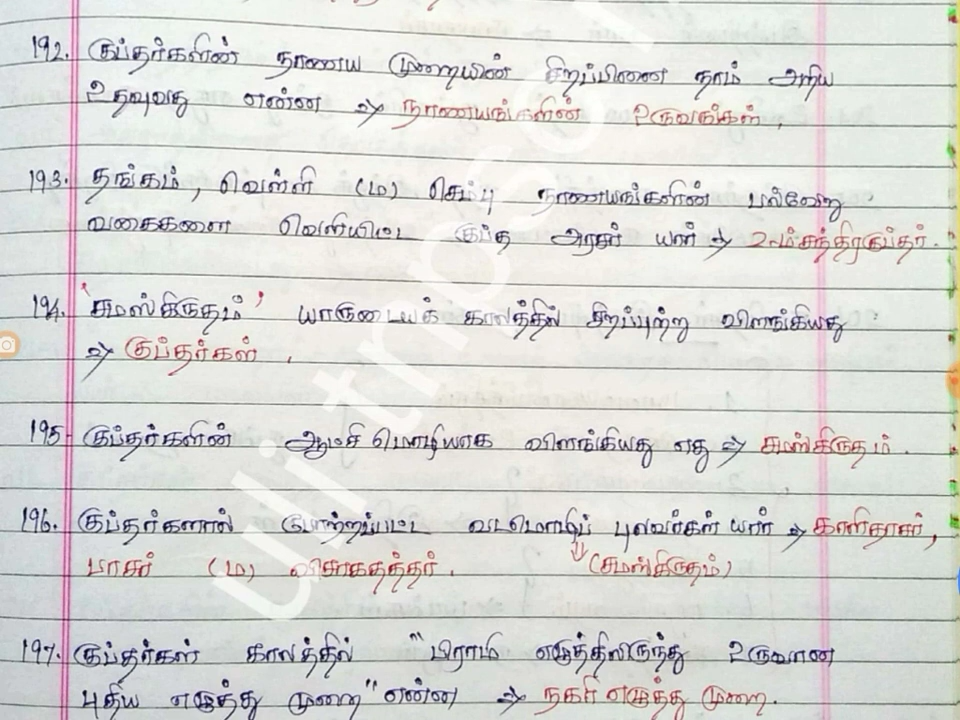 192. குப்தர்களின் நாணய முறையின் சிறப்பினை நாம் அறிய
உதவுவது என்ன => நாணயங்களின் உருவங்கள்.
193. தங்கம், வெள்ளி (ம) செம்பு நாணயங்களின் பல்வேறு
வகைகளை வெளியிட்ட குப்த அரசர் யார் => 2-ம் சந்திரகுப்தர்.
194. 'சமஸ்கிருதம்' யாருடையக் காலத்தில் சிறப்புற்று விளங்கியது
=> குப்தர்கள்.
195 குப்தர்களின் ஆட்சி மொழியாக விளங்கியது எது => சமஸ்கிருதம்.
196. குப்தர்களால் போற்றப்பட்ட வடமொழிப் புலவர்கள் யார் => காளிதாசர்,
பாசர் (ம) விசாகதத்தர். (சமஸ்கிருதம்)
197. குப்தர்கள் காலத்தில் "பிராமி எழுத்திலிருந்து உருவான
புதிய எழுத்து முறை" என்ன => நகரி எழுத்து முறை.